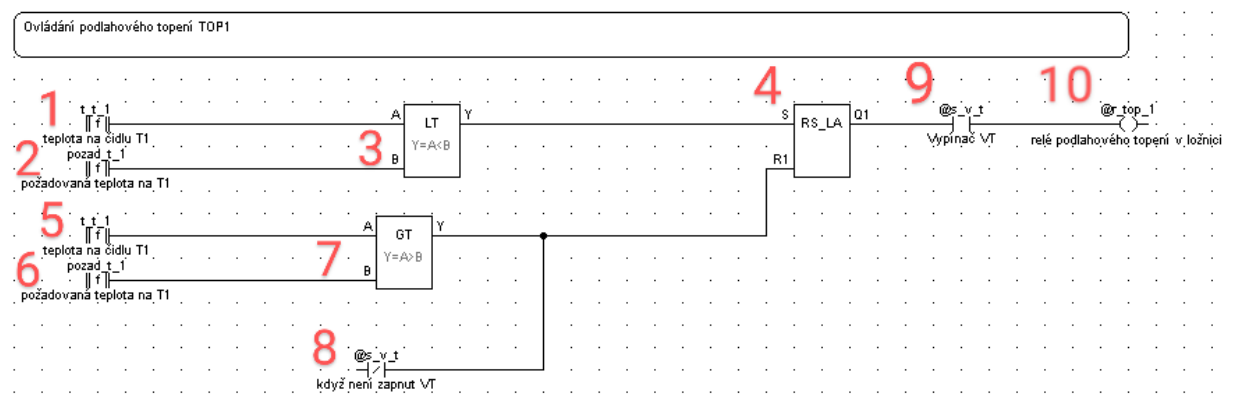 Ovládání podlahového topení TOP1
1
t_t_1
f
teplota na čidlu T1
2
pozad_t_1
f
požadovaná teplota na T1
3
A
B
LT
Y=A<B
Y
4
S
R1
RS_LA
Q1
9
@s_v_t
Vypínač VT
10
@r_top_1
relé podlahového topení v ložnici
5
t_t_1
f
teplota na čidlu T1
6
pozad_t_1
f
požadovaná teplota na T1
7
A
B
GT
Y=A>B
Y
8
@s_v_t
když není zapnut VT